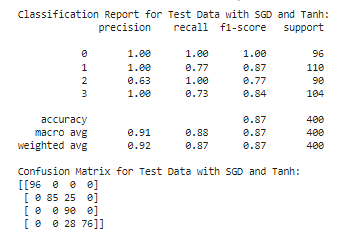 Classification Report for Test Data with SGD and Tanh:
              precision    recall  f1-score   support

           0       1.00      1.00      1.00        96
           1       1.00      0.77      0.87       110
           2       0.63      1.00      0.77        90
           3       1.00      0.73      0.84       104

    accuracy                           0.87       400
   macro avg       0.91      0.88      0.87       400
weighted avg       0.92      0.87      0.87       400

Confusion Matrix for Test Data with SGD and Tanh:
[[96  0  0  0]
 [ 0 85 25  0]
 [ 0  0 90  0]
 [ 0  0 28 76]]